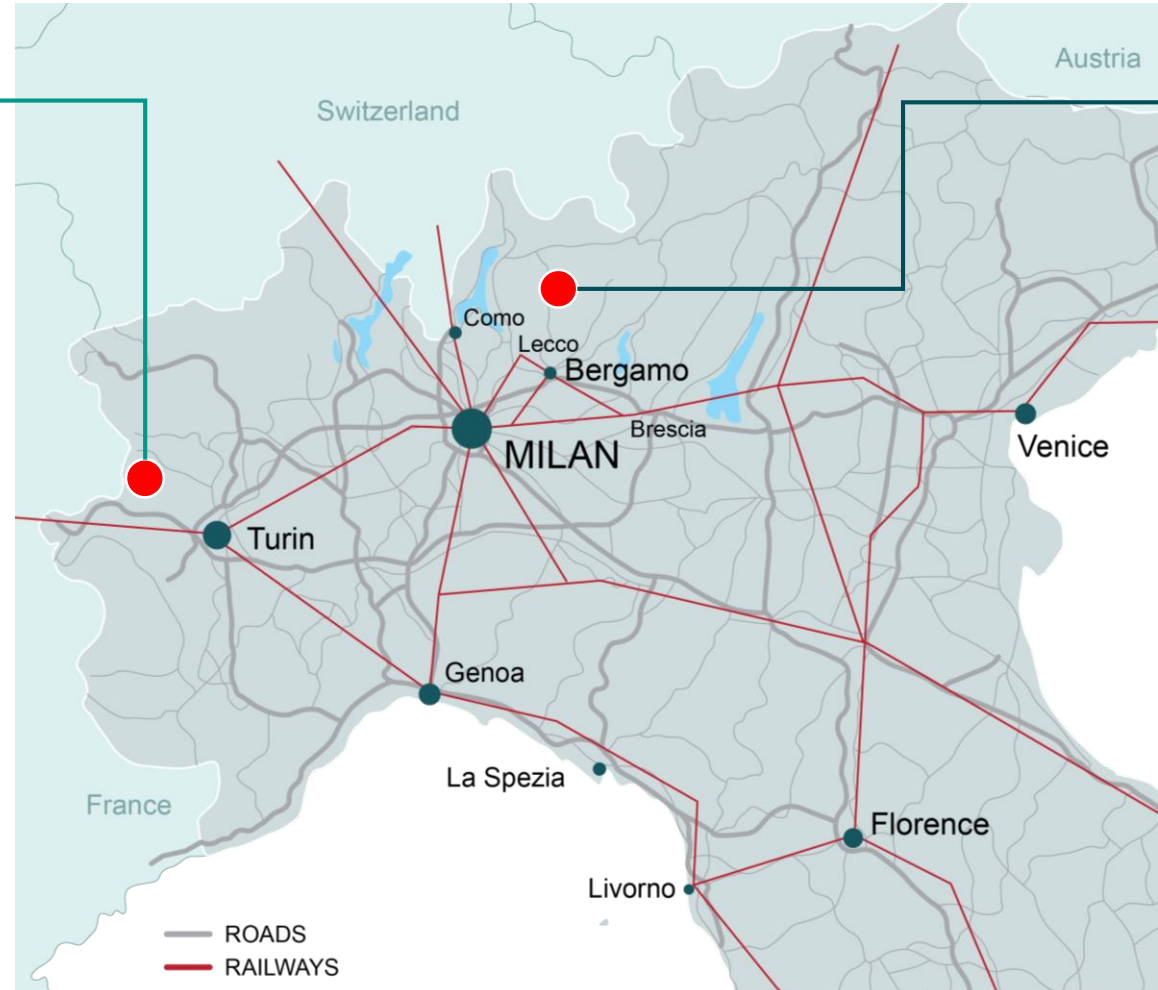 Austria
Switzerland
Como
Lecco
Bergamo
Brescia
MILAN
Venice
Turin
Genoa
La Spezia
France
Florence
Livorno
ROADS
RAILWAYS